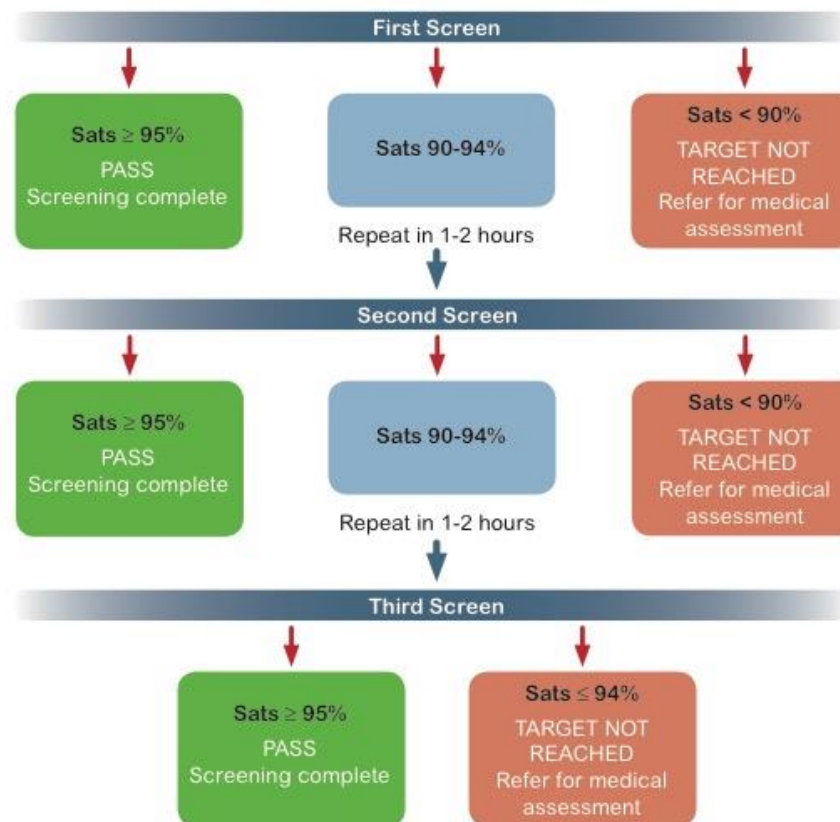 First Screen
Sats ≥ 95%
PASS
Screening complete
Sats 90-94%
Sats < 90%
TARGET NOT
REACHED
Refer for medical
assessment
Repeat in 1-2 hours
Second Screen
Sats ≥ 95%
PASS
Screening complete
Sats 90-94%
Sats < 90%
TARGET NOT
REACHED
Refer for medical
assessment
Repeat in 1-2 hours
Third Screen
Sats ≥ 95%
PASS
Screening complete
Sats ≤ 94%
TARGET NOT
REACHED
Refer for medical
assessment